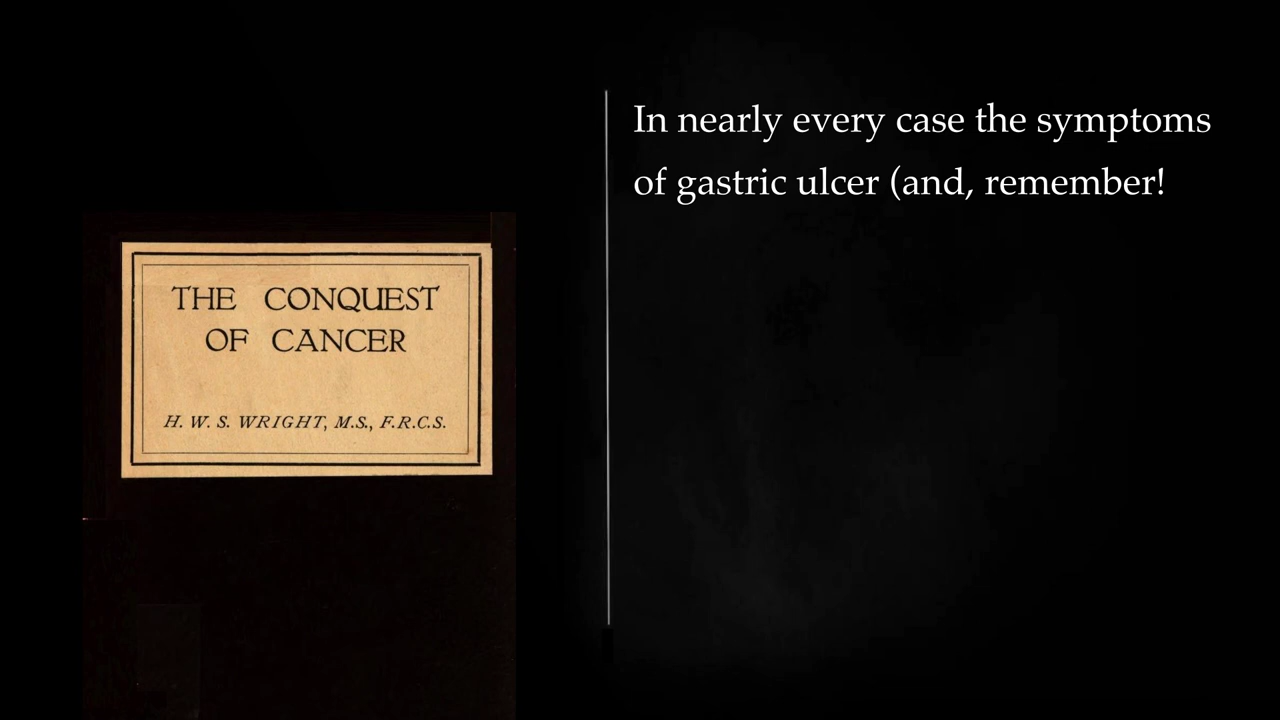 THE CONQUEST
OF CANCER
H. W. S. WRIGHT, M.S., F.R.C.S.
In nearly every case the symptoms
of gastric ulcer (and, remember!